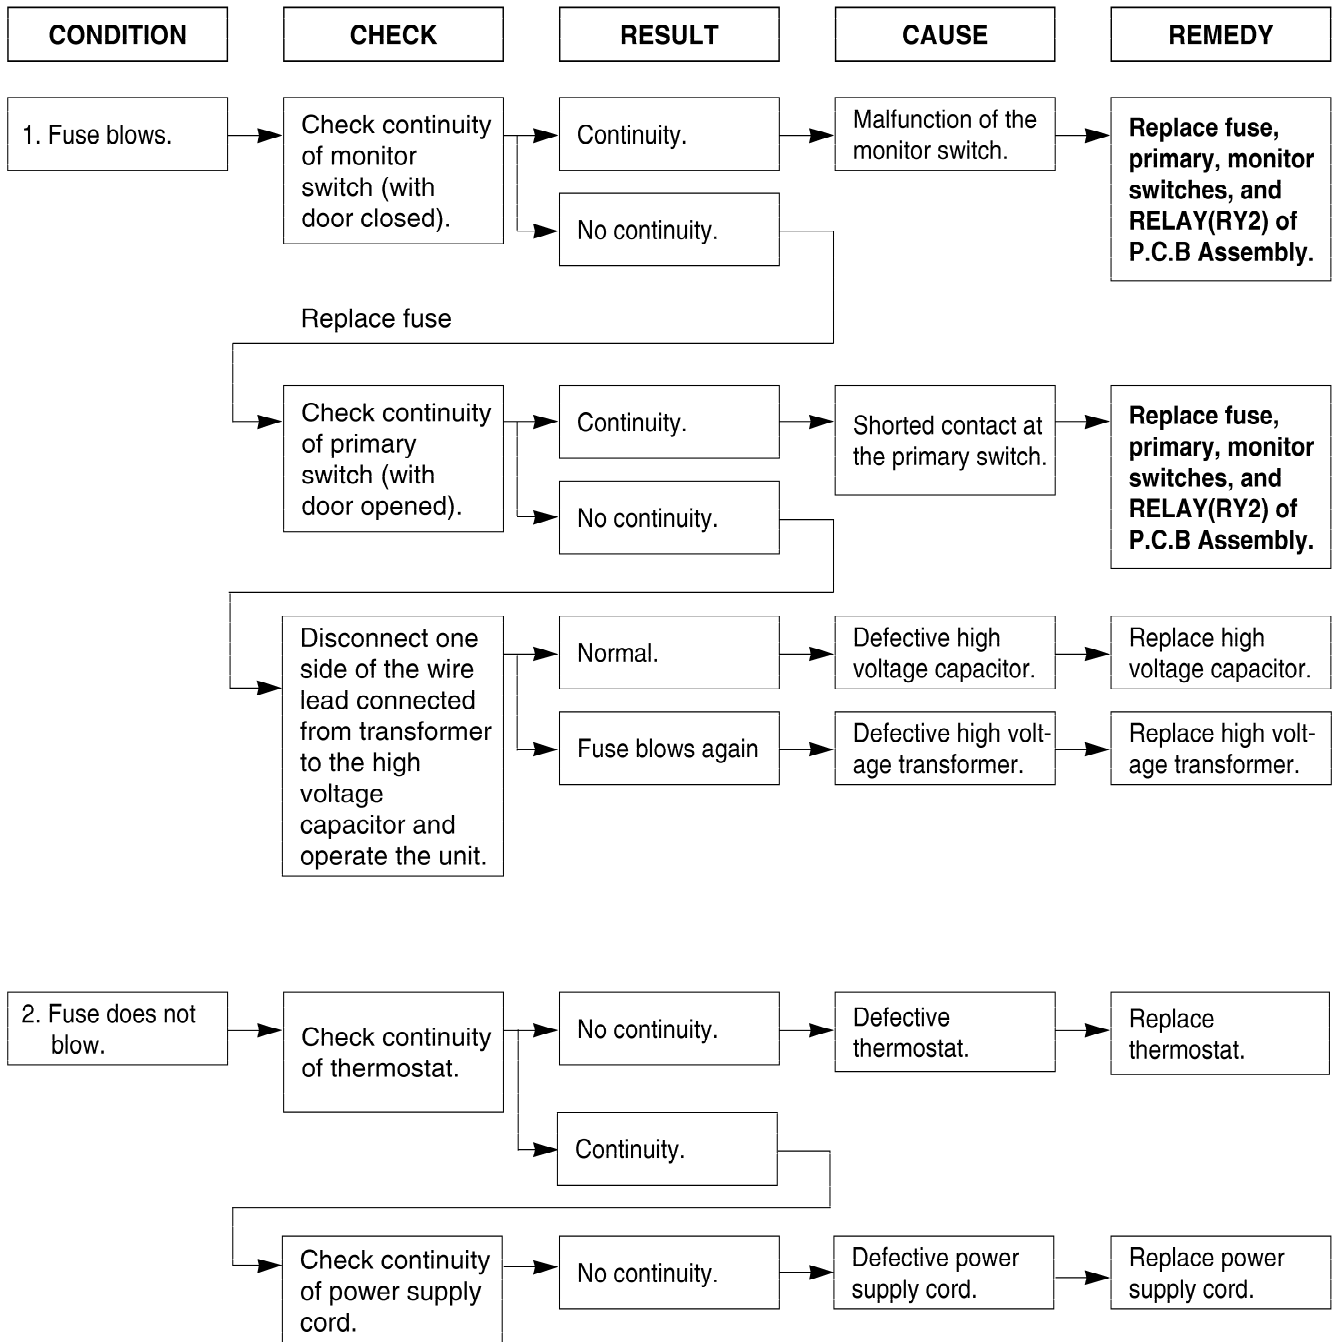 CONDITION
CHECK
RESULT
CAUSE
REMEDY
1. Fuse blows.
Check continuity
of monitor
switch (with
door closed).
Continuity.
Malfunction of the
monitor switch.
Replace fuse,
primary, monitor
switches, and
RELAY(RY2) of
P.C.B Assembly.
No continuity.
Replace fuse
Check continuity
of primary
switch (with
door opened).
Continuity.
Shorted contact at
the primary switch.
Replace fuse,
primary, monitor
switches, and
RELAY(RY2) of
P.C.B Assembly.
No continuity.
Disconnect one
side of the wire
lead connected
from transformer
to the high
voltage
capacitor and
operate the unit.
Normal.
Defective high
voltage capacitor.
Replace high
voltage capacitor.
Fuse blows again
Defective high volt-
age transformer.
Replace high volt-
age transformer.
2. Fuse does not
blow.
Check continuity
of thermostat.
No continuity.
Defective
thermostat.
Replace
thermostat.
Continuity.
Check continuity
of power supply
cord.
No continuity.
Defective power
supply cord.
Replace power
supply cord.